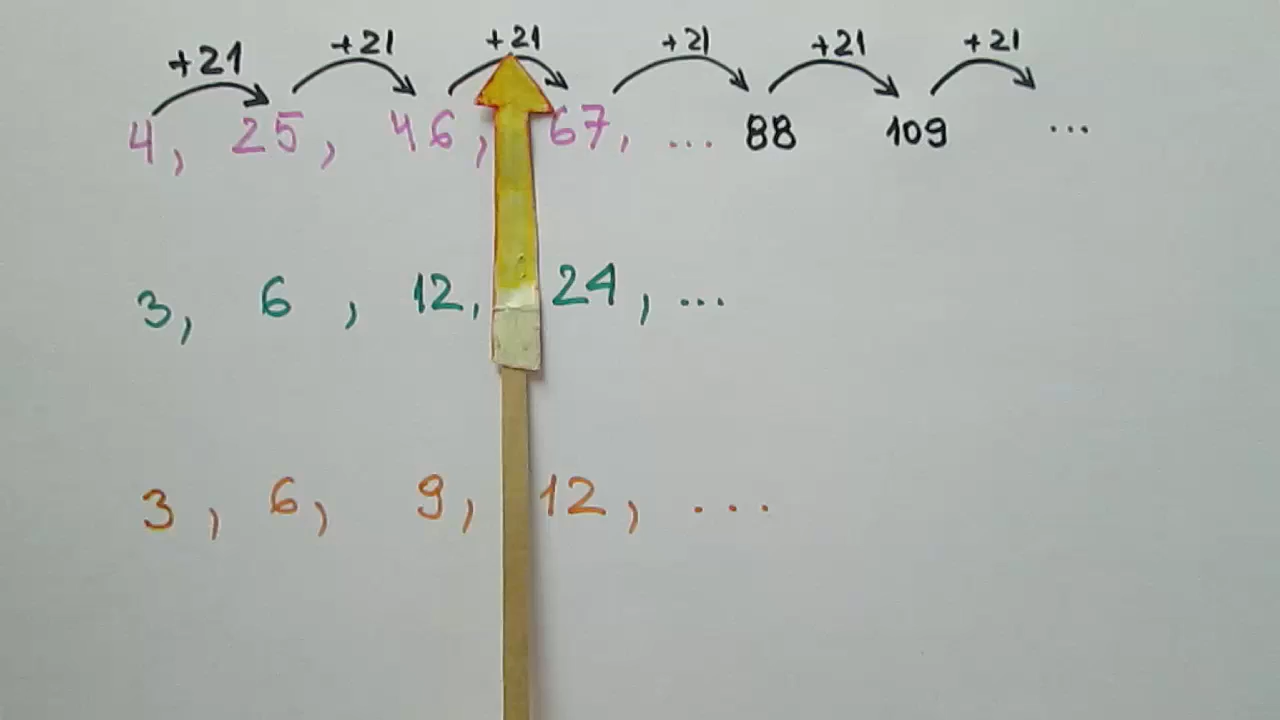 +21 +21 +21 +21 +21 +21
4, 25, 46, 67, ... 88 109 ...
3, 6, 12, 24, ...
3, 6, 9, 12, ...